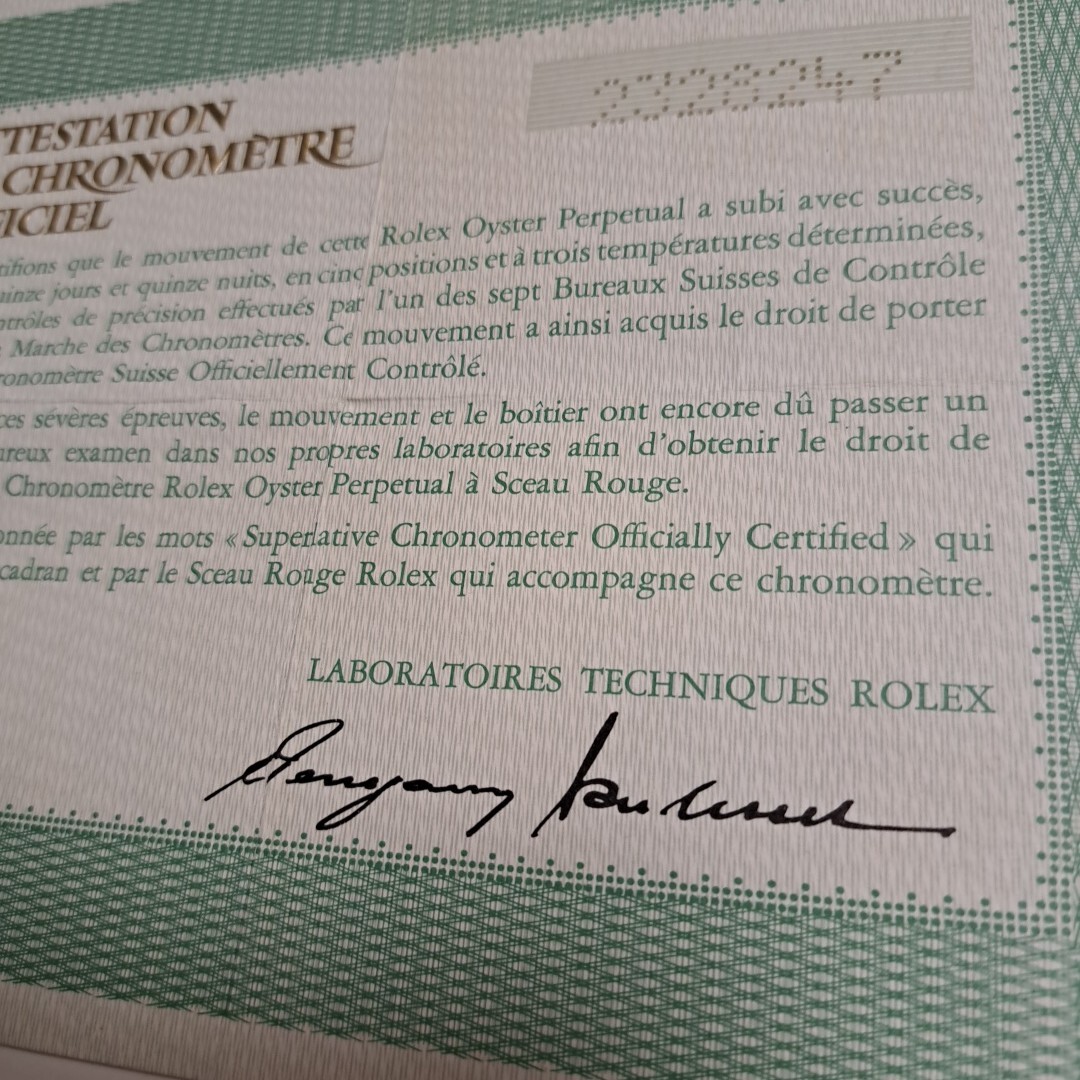 2328247
TTESTATION
CHRONOMÈTRE
ICIEL
tifions que le mouvement de cette Rolex Oyster Perpetual a subi avec succès,
uinze jours et quinze nuits, en cinq positions et à trois températures déterminées,
ntrôles de précision effectués par l'un des sept Bureaux Suisses de Contrôle
Marche des Chronomètres. Ce mouvement a ainsi acquis le droit de porter
ronomètre Suisse Officiellement Contrôlé.
ces sévères épreuves, le mouvement et le boîtier ont encore dû passer un
ureux examen dans nos propres laboratoires afin d'obtenir le droit de
Chronomètre Rolex Oyster Perpetual à Sceau Rouge.
onnée par les mots « Superlative Chronometer Officially Certified » qui
cadran et par le Sceau Rouge Rolex qui accompagne ce chronomètre.
LABORATOIRES TECHNIQUES ROLEX